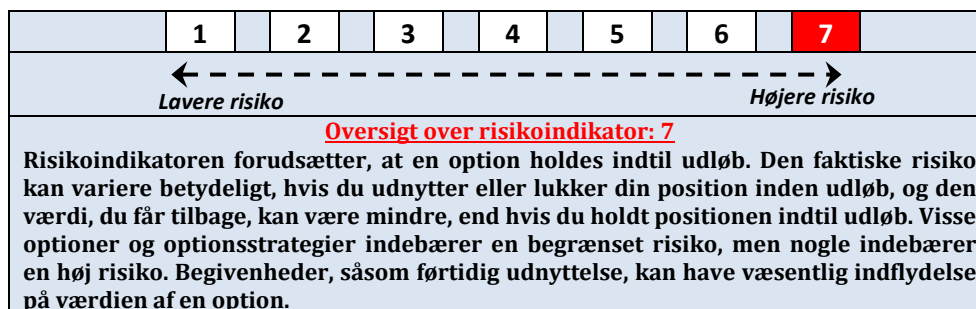 1 2 3 4 5 6 7
Lavere risiko Højere risiko
Oversigt over risikoindikator: 7
Risikoindikatoren forudsætter, at en option holdes indtil udløb. Den faktiske risiko
kan variere betydeligt, hvis du udnytter eller lukker din position inden udløb, og den
værdi, du får tilbage, kan være mindre, end hvis du holdt positionen indtil udløb. Visse
optioner og optionsstrategier indebærer en begrænset risiko, men nogle indebærer
en høj risiko. Begivenheder, såsom førtidig udnyttelse, kan have væsentlig indflydelse
på værdien af en option.